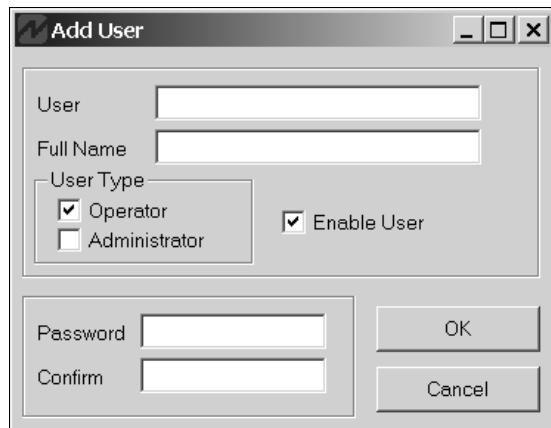 Add User
User
Full Name
User Type
Operator
Administrator
Enable User
Password
Confirm
OK
Cancel